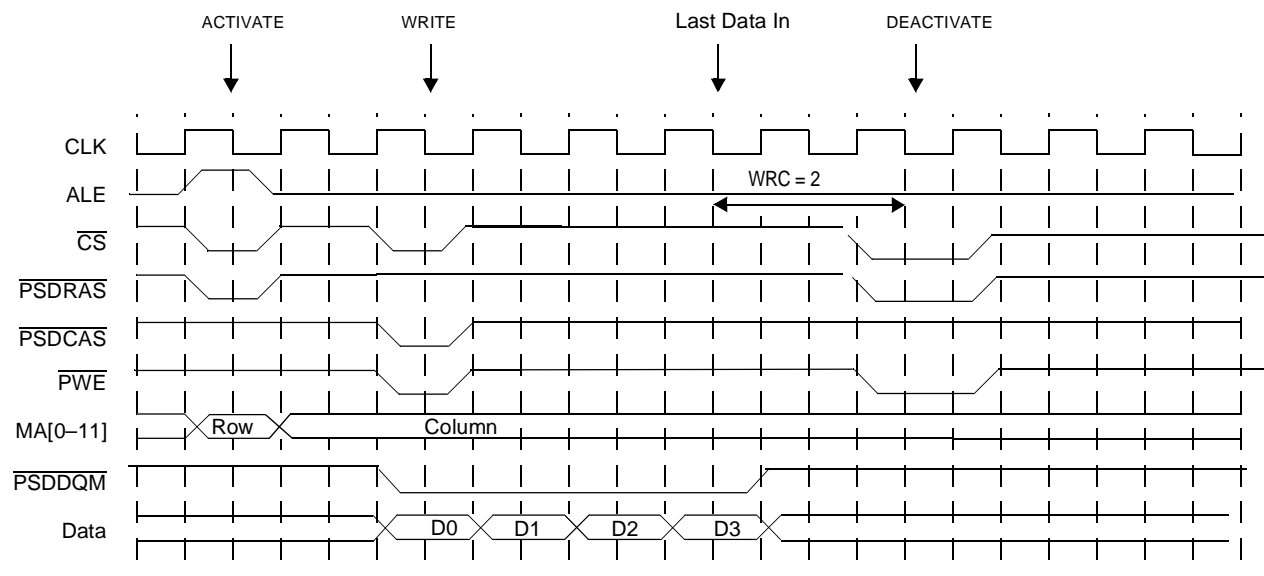 ACTIVATE WRITE Last Data In DEACTIVATE
CLK
ALE
WRC = 2
CS
PSDRAS
PSDCAS
PWE
MA[0–11] Row Column
PSDDQM
Data D0 D1 D2 D3